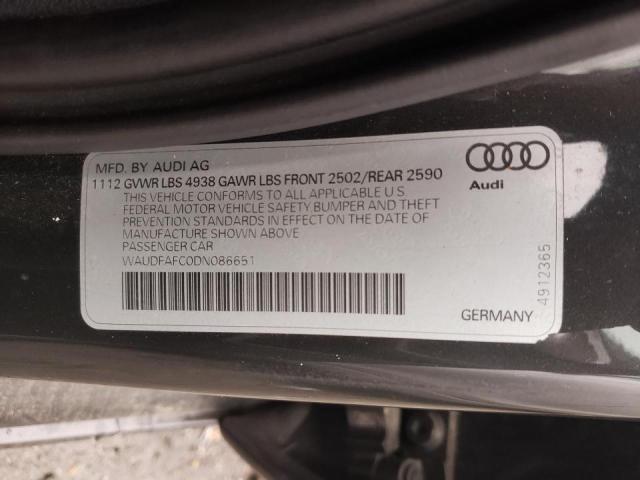 MFD. BY AUDI AG
1112 GVWR LBS 4938 GAWR LBS FRONT 2502/REAR 2590
THIS VEHICLE CONFORMS TO ALL APPLICABLE U.S.
FEDERAL MOTOR VEHICLE SAFETY BUMPER AND THEFT
PREVENTION STANDARDS IN EFFECT ON THE DATE OF
MANUFACTURE SHOWN ABOVE
PASSENGER CAR
WAUDFAFC0DN086651
Audi
4912365
GERMANY